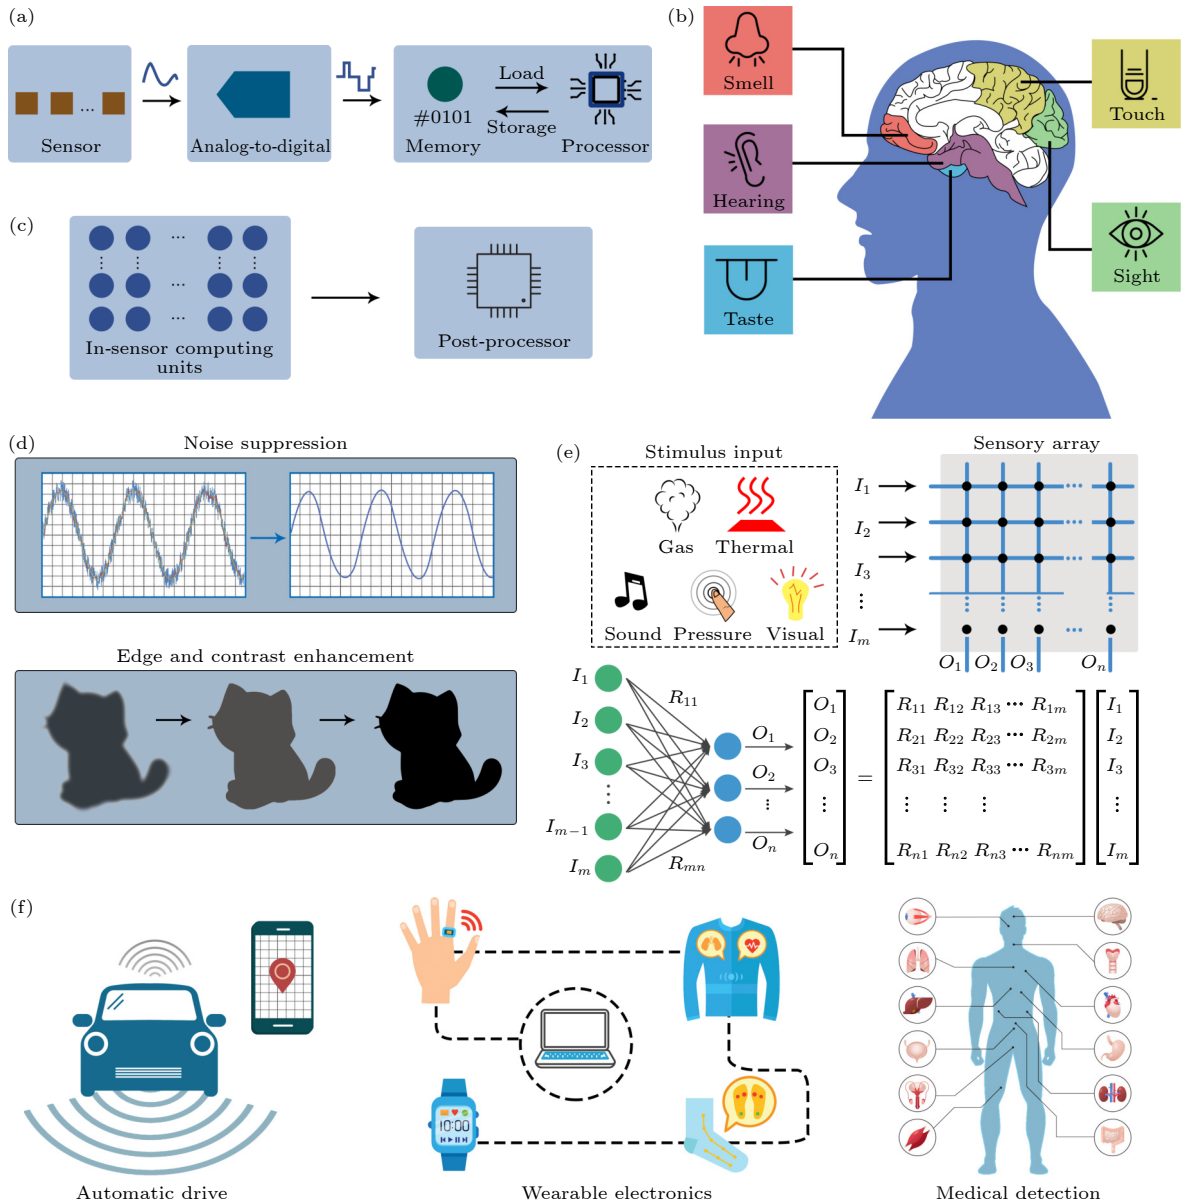 (a)
Sensor
Analog-to-digital
#0101
Memory
Load
Storage
Processor
(b)
Smell
Hearing
Taste
Touch
Sight
(c)
...
...
In-sensor computing
units
Post-processor
(d)
Noise suppression
Edge and contrast enhancement
(e)
Stimulus input
Gas Thermal
Sound Pressure Visual
Sensory array
I1
I2
I3
⋮
Im
O1 O2 O3 On
I1
I2
I3
⋮
Im−1
Im
R11
Rmn
O1
O2
⋮
On
O1
O2
O3
⋮
On
=
R11 R12 R13 ··· R1m
R21 R22 R23 ··· R2m
R31 R32 R33 ··· R3m
⋮ ⋮ ⋮
Rn1 Rn2 Rn3 ··· Rnm
I1
I2
I3
⋮
Im
(f)
10:00
Automatic drive
Wearable electronics
Medical detection